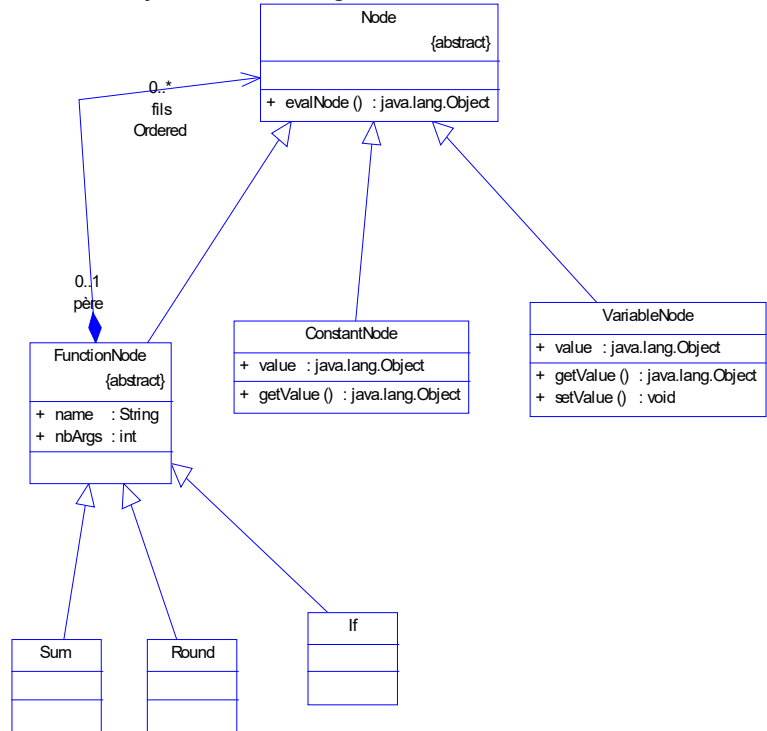 Node
{abstract}
+ evalNode () : java.lang.Object
0..*
fils
Ordered
0..1
père
FunctionNode
{abstract}
+ name : String
+ nbArgs : int
ConstantNode
+ value : java.lang.Object
+ getValue () : java.lang.Object
VariableNode
+ value : java.lang.Object
+ getValue () : java.lang.Object
+ setValue () : void
Sum
Round
If